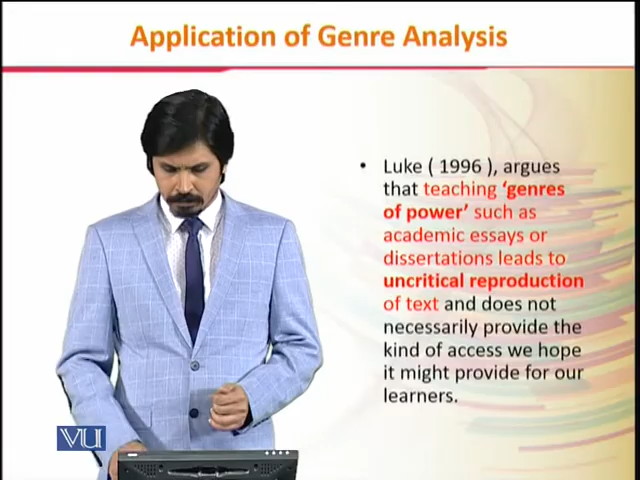 Application of Genre Analysis
• Luke ( 1996 ), argues
that teaching ‘genres
of power’ such as
academic essays or
dissertations leads to
uncritical reproduction
of text and does not
necessarily provide the
kind of access we hope
it might provide for our
learners.
VU